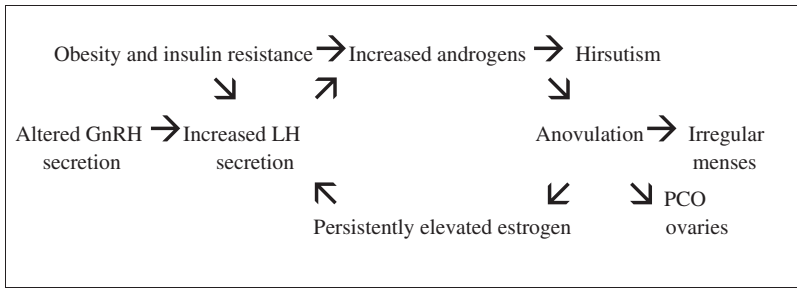 Obesity and insulin resistance → Increased androgens → Hirsutism
Altered GnRH → Increased LH Anovulation → Irregular
secretion secretion menses
PCO
Persistently elevated estrogen ovaries